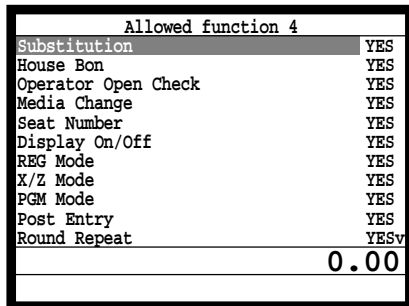 Allowed function 4
Substitution YES
House Bon YES
Operator Open Check YES
Media Change YES
Seat Number YES
Display On/Off YES
REG Mode YES
X/Z Mode YES
PGM Mode YES
Post Entry YES
Round Repeat YESv
0.00